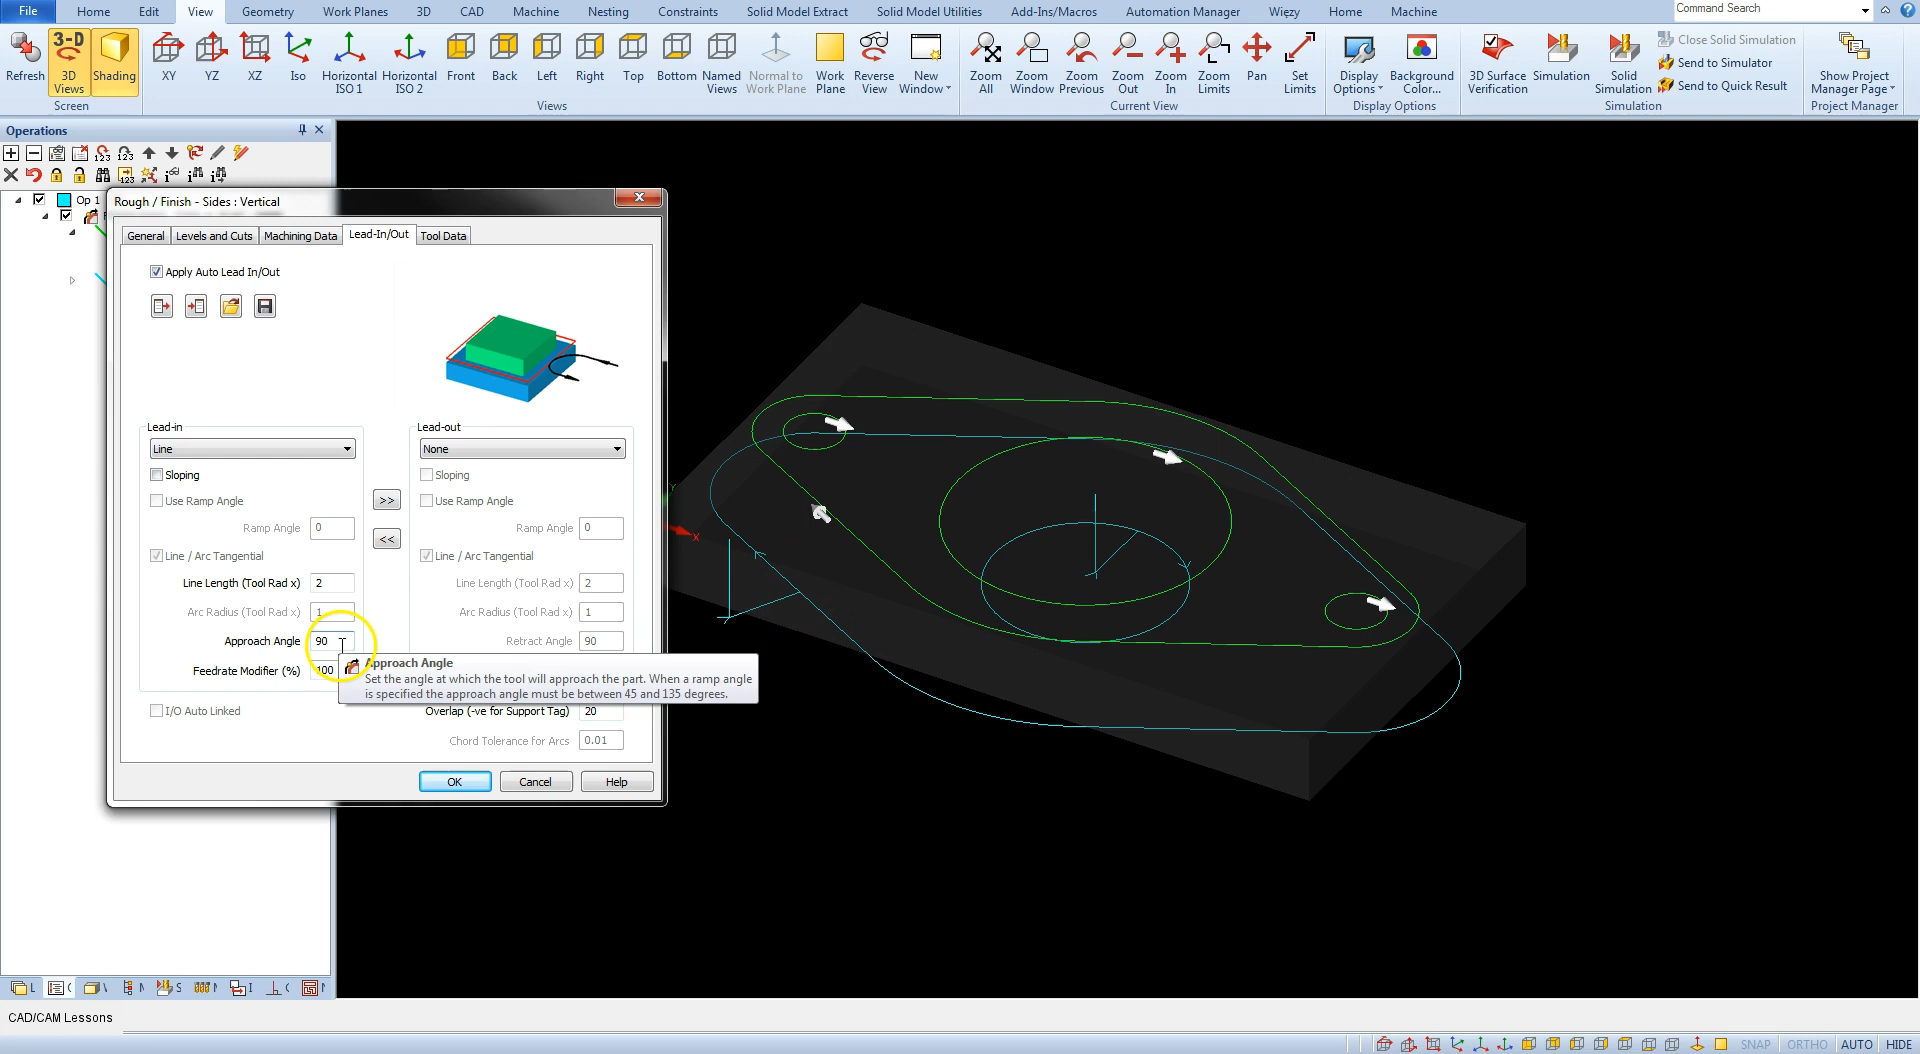 File Home Edit View Geometry Work Planes 3D CAD Machine Nesting Constraints Solid Model Extract Solid Model Utilities Add-Ins/Macros Automation Manager Więzy Home Machine Command Search
Refresh 3-D 3D Views Shading XY YZ XZ Iso Horizontal ISO 1 Horizontal ISO 2 Front Back Left Right Top Bottom Named Views Normal to Work Plane Work Plane Reverse View New Window Zoom All Zoom Window Zoom Previous Zoom Out Zoom In Zoom Limits Pan Set Limits Display Options Background Color... 3D Surface Verification Simulation Solid Simulation Close Solid Simulation Send to Simulator Send to Quick Result Show Project Manager Page
Screen Views Current View Display Options Simulation Project Manager
Operations
123 123
123
Op 1
Rough / Finish - Sides : Vertical
General Levels and Cuts Machining Data Lead-In/Out Tool Data
Apply Auto Lead In/Out
Lead-in Lead-out
Line None
Sloping Sloping
Use Ramp Angle Use Ramp Angle
Ramp Angle 0 Ramp Angle 0
>>
<<
Line / Arc Tangential Line / Arc Tangential
Line Length (Tool Rad x) 2 Line Length (Tool Rad x) 2
Arc Radius (Tool Rad x) 1 Arc Radius (Tool Rad x) 1
Approach Angle 90 Retract Angle 90
Feedrate Modifier (%) 100
Approach Angle
Set the angle at which the tool will approach the part. When a ramp angle
is specified the approach angle must be between 45 and 135 degrees.
I/O Auto Linked Overlap (-ve for Support Tag) 20
Chord Tolerance for Arcs 0.01
OK Cancel Help
Y
X
CAD/CAM Lessons
SNAP ORTHO AUTO HIDE